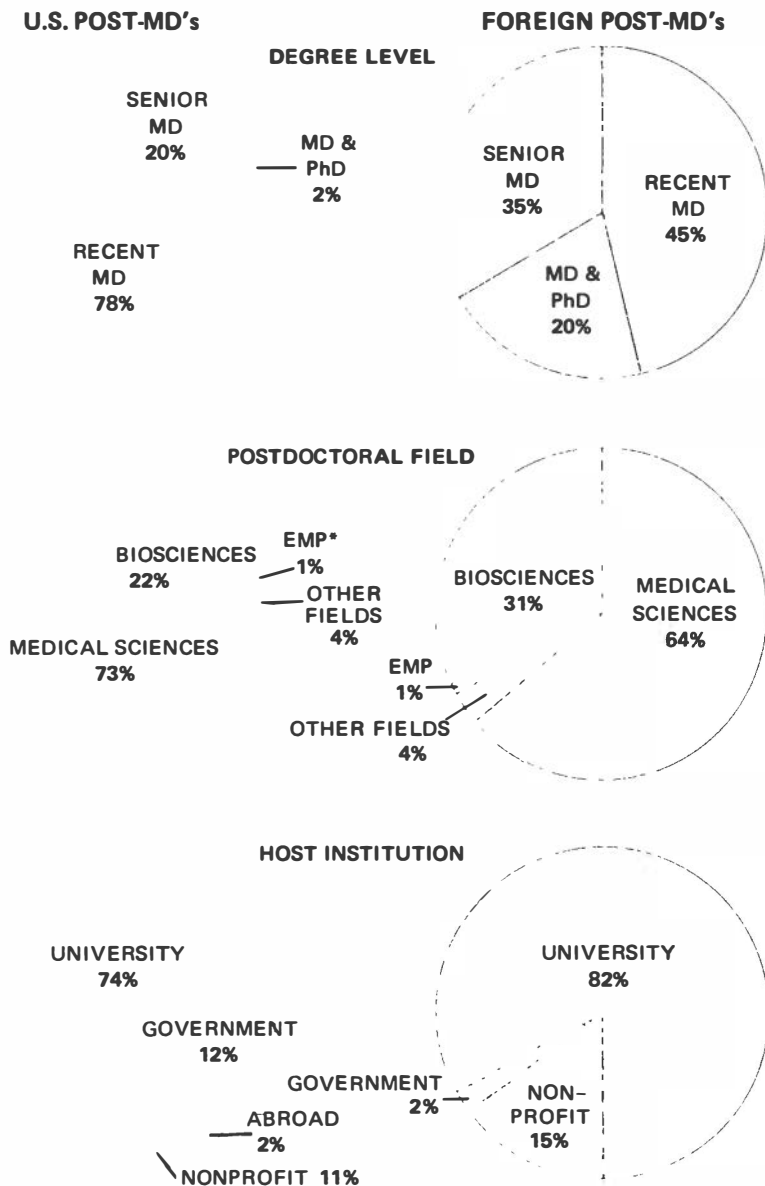 U.S. POST-MD's
FOREIGN POST-MD's
DEGREE LEVEL
SENIOR
MD
20%
MD &
PhD
2%
RECENT
MD
78%
SENIOR
MD
35%
RECENT
MD
45%
MD &
PhD
20%
POSTDOCTORAL FIELD
BIOSCIENCES
22%
EMP*
1%
OTHER
FIELDS
4%
MEDICAL SCIENCES
73%
BIOSCIENCES
31%
MEDICAL
SCIENCES
64%
EMP
1%
OTHER FIELDS
4%
HOST INSTITUTION
UNIVERSITY
74%
GOVERNMENT
12%
ABROAD
2%
NONPROFIT 11%
UNIVERSITY
82%
GOVERNMENT
2%
NON-
PROFIT
15%